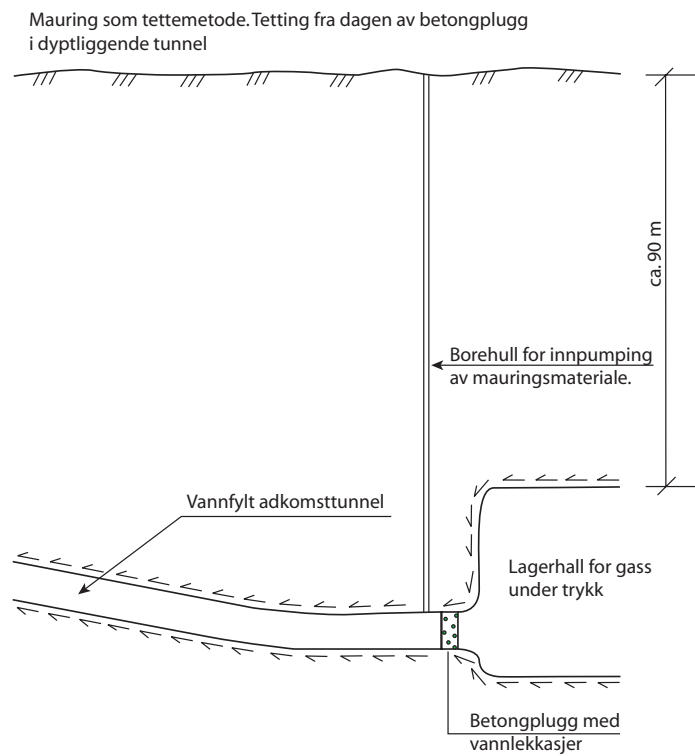 Mauring som tettemetode. Tetting fra dagen av betongplugg
i dyptliggende tunnel
ca. 90 m
Borehull for innpumping
av mauringsmateriale.
Vannfylt adkomsttunnel
Lagerhall for gass
under trykk
Betongplugg med
vannlekkasjer